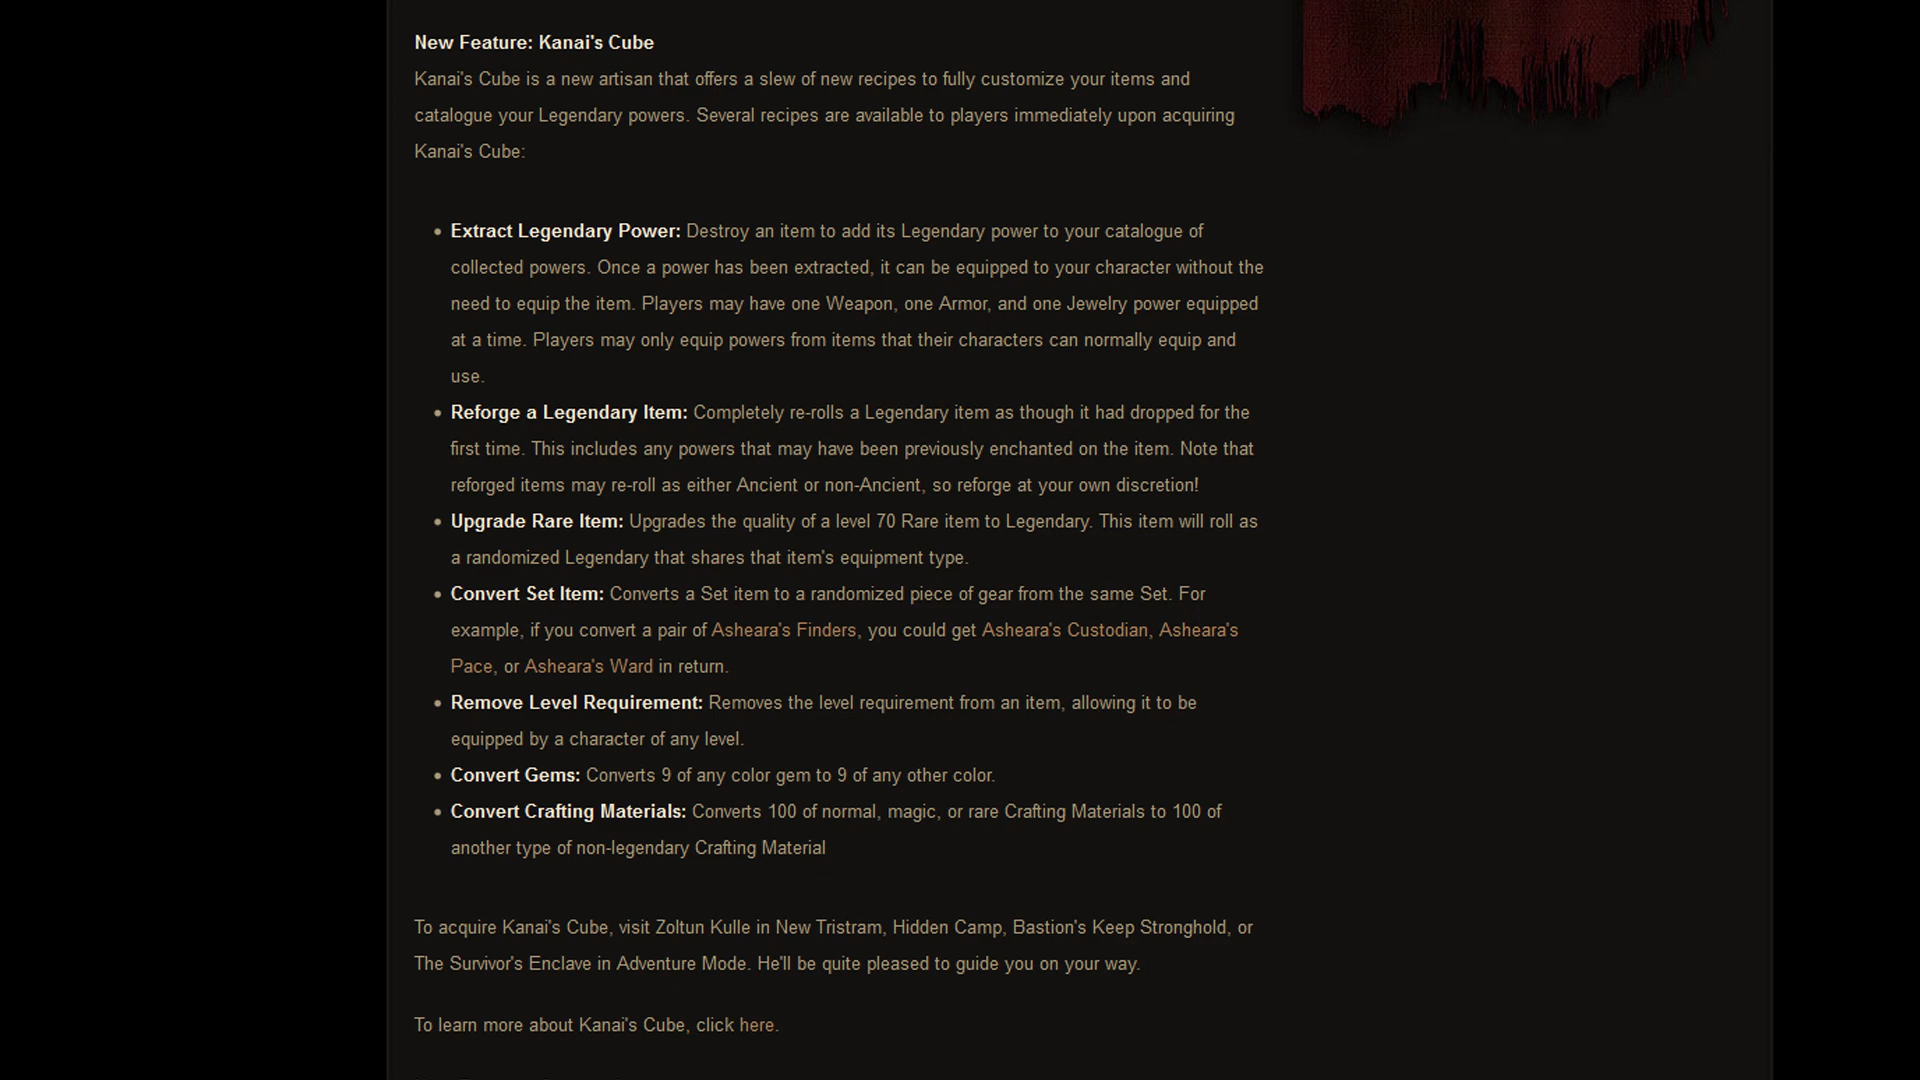 New Feature: Kanai's Cube
Kanai's Cube is a new artisan that offers a slew of new recipes to fully customize your items and
catalogue your Legendary powers. Several recipes are available to players immediately upon acquiring
Kanai's Cube:
• Extract Legendary Power: Destroy an item to add its Legendary power to your catalogue of
collected powers. Once a power has been extracted, it can be equipped to your character without the
need to equip the item. Players may have one Weapon, one Armor, and one Jewelry power equipped
at a time. Players may only equip powers from items that their characters can normally equip and
use.
• Reforge a Legendary Item: Completely re-rolls a Legendary item as though it had dropped for the
first time. This includes any powers that may have been previously enchanted on the item. Note that
reforged items may re-roll as either Ancient or non-Ancient, so reforge at your own discretion!
• Upgrade Rare Item: Upgrades the quality of a level 70 Rare item to Legendary. This item will roll as
a randomized Legendary that shares that item's equipment type.
• Convert Set Item: Converts a Set item to a randomized piece of gear from the same Set. For
example, if you convert a pair of Asheara's Finders, you could get Asheara's Custodian, Asheara's
Pace, or Asheara's Ward in return.
• Remove Level Requirement: Removes the level requirement from an item, allowing it to be
equipped by a character of any level.
• Convert Gems: Converts 9 of any color gem to 9 of any other color.
• Convert Crafting Materials: Converts 100 of normal, magic, or rare Crafting Materials to 100 of
another type of non-legendary Crafting Material
To acquire Kanai's Cube, visit Zoltun Kulle in New Tristram, Hidden Camp, Bastion's Keep Stronghold, or
The Survivor's Enclave in Adventure Mode. He'll be quite pleased to guide you on your way.
To learn more about Kanai's Cube, click here.